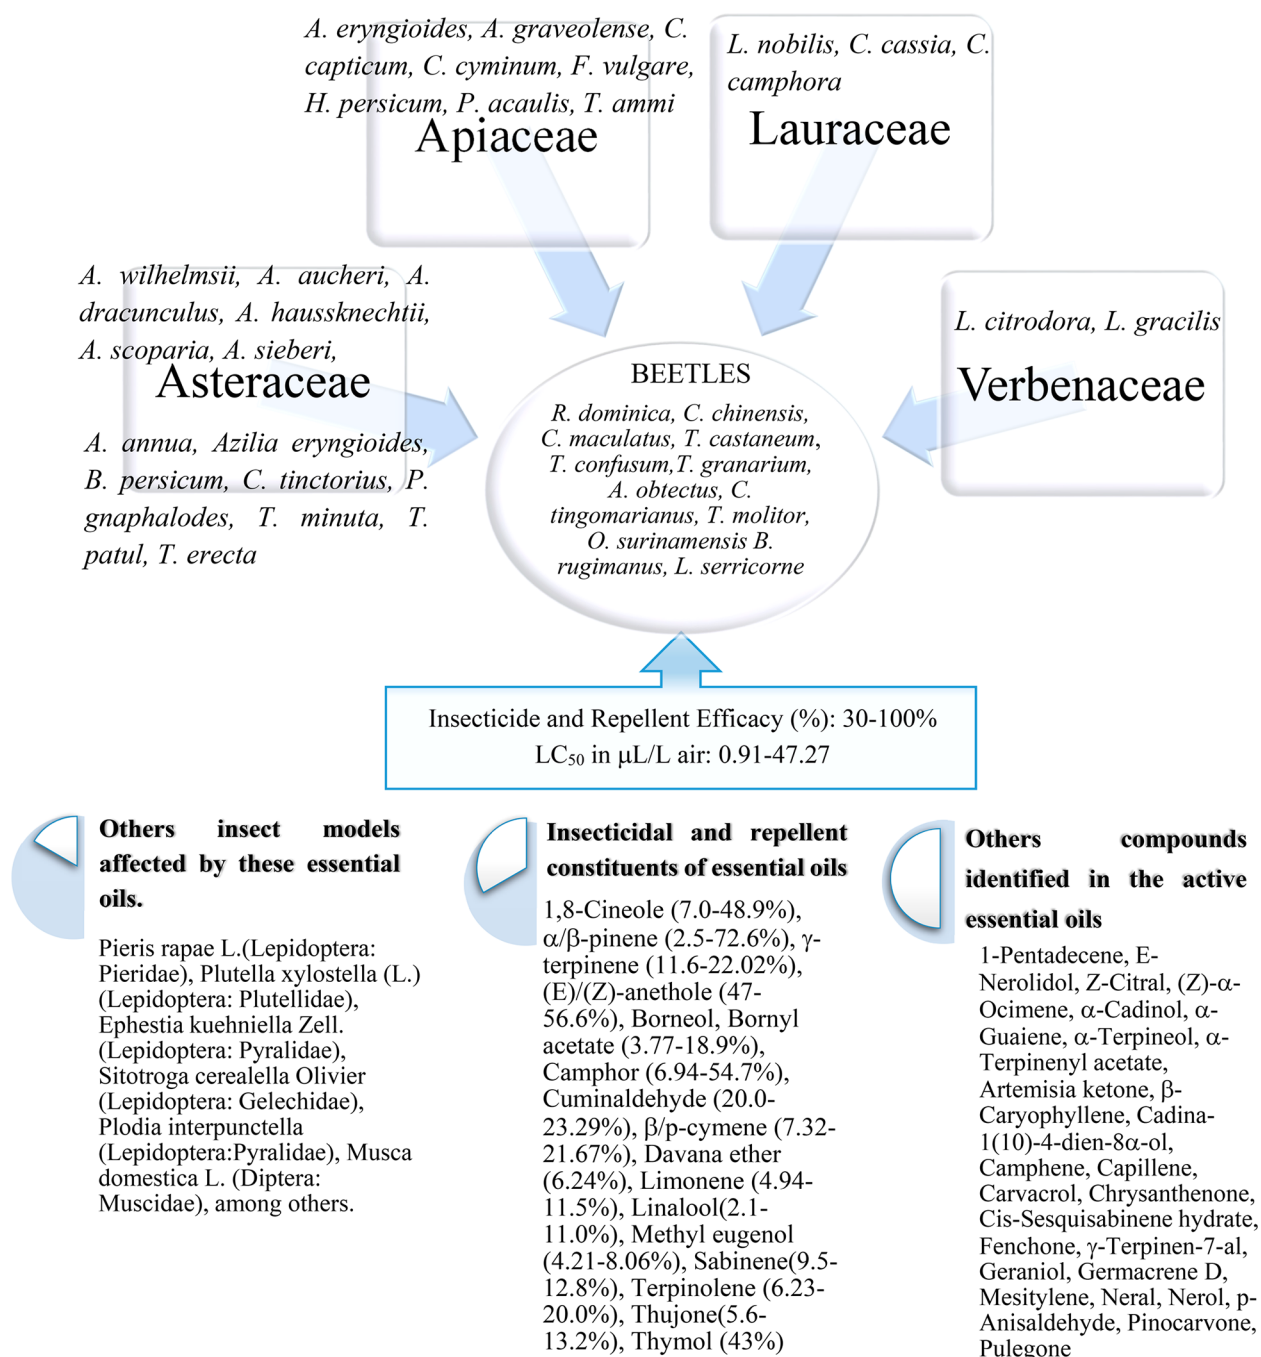 A. eryngioides, A. graveolense, C.
capticum, C. cyminum, F. vulgare,
H. persicum, P. acaulis, T. ammi
Apiaceae
L. nobilis, C. cassia, C.
camphora
Lauraceae
A. wilhelmsii, A. aucheri, A.
dracunculus, A. haussknechtii,
A. scoparia, A. sieberi,
Asteraceae
A. annua, Azilia eryngioides,
B. persicum, C. tinctorius, P.
gnaphalodes, T. minuta, T.
patul, T. erecta
L. citrodora, L. gracilis
Verbenaceae
BEETLES
R. dominica, C. chinensis,
C. maculatus, T. castaneum,
T. confusum,T. granarium,
A. obtectus, C.
tingomarianus, T. molitor,
O. surinamensis B.
rugimanus, L. serricorne
Insecticide and Repellent Efficacy (%): 30-100%
LC50 in μL/L air: 0.91-47.27
Others insect models
affected by these essential
oils.
Pieris rapae L.(Lepidoptera:
Pieridae), Plutella xylostella (L.)
(Lepidoptera: Plutellidae),
Ephestia kuehniella Zell.
(Lepidoptera: Pyralidae),
Sitotroga cerealella Olivier
(Lepidoptera: Gelechidae),
Plodia interpunctella
(Lepidoptera:Pyralidae), Musca
domestica L. (Diptera:
Muscidae), among others.
Insecticidal and repellent
constituents of essential oils
1,8-Cineole (7.0-48.9%),
α/β-pinene (2.5-72.6%), γ-
terpinene (11.6-22.02%),
(E)/(Z)-anethole (47-
56.6%), Borneol, Bornyl
acetate (3.77-18.9%),
Camphor (6.94-54.7%),
Cuminaldehyde (20.0-
23.29%), β/p-cymene (7.32-
21.67%), Davana ether
(6.24%), Limonene (4.94-
11.5%), Linalool(2.1-
11.0%), Methyl eugenol
(4.21-8.06%), Sabinene(9.5-
12.8%), Terpinolene (6.23-
20.0%), Thujone(5.6-
13.2%), Thymol (43%)
Others compounds
identified in the active
essential oils
1-Pentadecene, E-
Nerolidol, Z-Citral, (Z)-α-
Ocimene, α-Cadinol, α-
Guaiene, α-Terpineol, α-
Terpinenyl acetate,
Artemisia ketone, β-
Caryophyllene, Cadina-
1(10)-4-dien-8α-ol,
Camphene, Capillene,
Carvacrol, Chrysanthenone,
Cis-Sesquisabinene hydrate,
Fenchone, γ-Terpinen-7-al,
Geraniol, Germacrene D,
Mesitylene, Neral, Nerol, p-
Anisaldehyde, Pinocarvone,
Pulegone